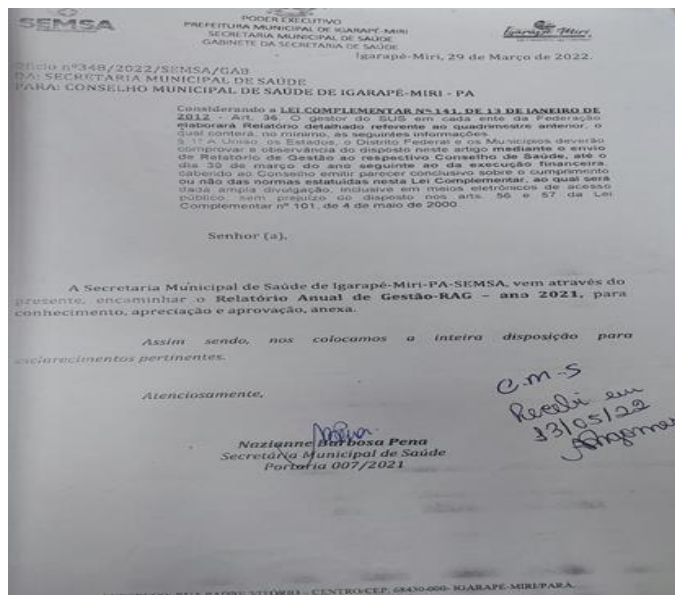 SEMSA
PODER EXECUTIVO
PREFEITURA MUNICIPAL DE IGARAPÉ-MIRI
SECRETARIA MUNICIPAL DE SAÚDE
GABINETE DA SECRETARIA DE SAÚDE
Igarapé Miri,
Igarapé-Miri, 29 de Março de 2022.
Ofício nº348/2022/SEMSA/GAB
DA: SECRETARIA MUNICIPAL DE SAÚDE
PARA: CONSELHO MUNICIPAL DE SAÚDE DE IGARAPÉ-MIRI - PA
Considerando a LEI COMPLEMENTAR Nº 141, DE 13 DE JANEIRO DE
2012 - Art. 36. O gestor do SUS em cada ente da Federação
elaborará Relatório detalhado referente ao quadrimestre anterior, o
qual conterá, no mínimo, as seguintes informações.
§ 1º A União, os Estados, o Distrito Federal e os Municípios deverão
comprovar a observância do disposto neste artigo mediante o envio
de Relatório de Gestão ao respectivo Conselho de Saúde, até o
dia 30 de março do ano seguinte ao da execução financeira,
cabendo ao Conselho emitir parecer conclusivo sobre o cumprimento
ou não das normas estatuídas nesta Lei Complementar, ao qual será
dada ampla divulgação, inclusive em meios eletrônicos de acesso
público, sem prejuízo do disposto nos arts. 56 e 57 da Lei
Complementar nº 101, de 4 de maio de 2000.
Senhor (a),
A Secretaria Municipal de Saúde de Igarapé-Miri-PA-SEMSA, vem através do
presente, encaminhar o Relatório Anual de Gestão-RAG – ano 2021, para
conhecimento, apreciação e aprovação, anexa.
Assim sendo, nos colocamos a inteira disposição para
esclarecimentos pertinentes.
Atenciosamente,
C.M-S
Recebi em
13/05/22
Nazianne Barbosa Pena
Secretária Municipal de Saúde
Portaria 007/2021
VITÓRIO – CENTRO/CEP. 68430-000- IGARAPÉ-MIRI/PARÁ